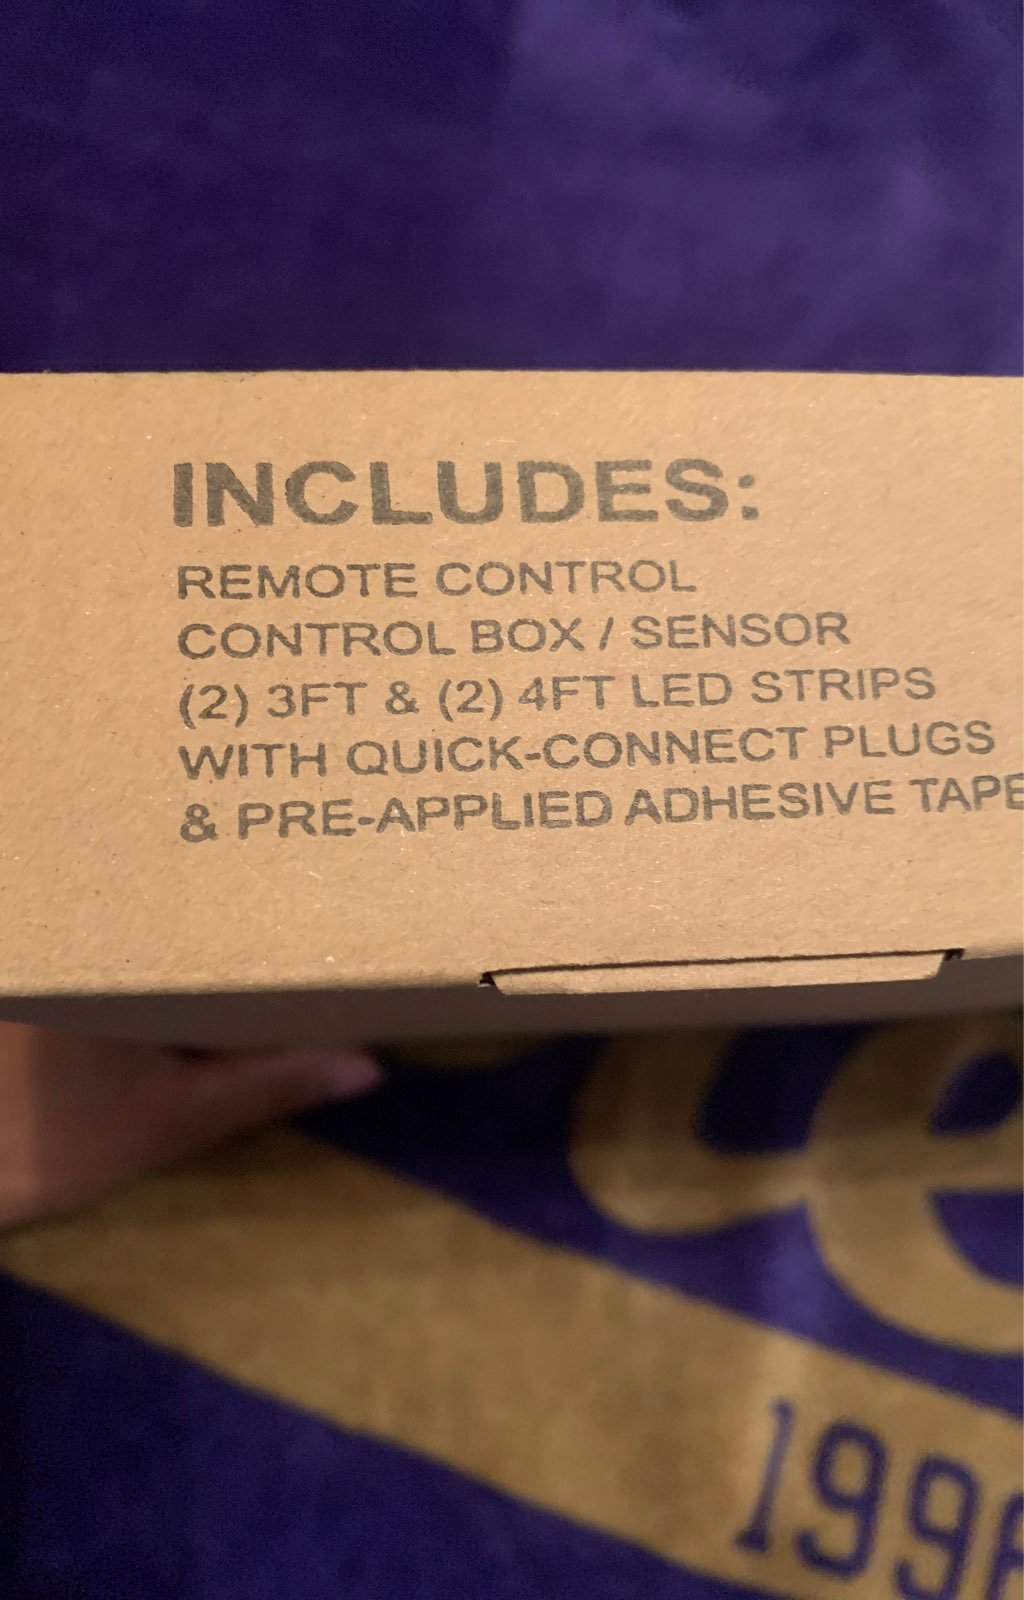 INCLUDES:
REMOTE CONTROL
CONTROL BOX / SENSOR
(2) 3FT & (2) 4FT LED STRIPS
WITH QUICK-CONNECT PLUGS
& PRE-APPLIED ADHESIVE TAPE